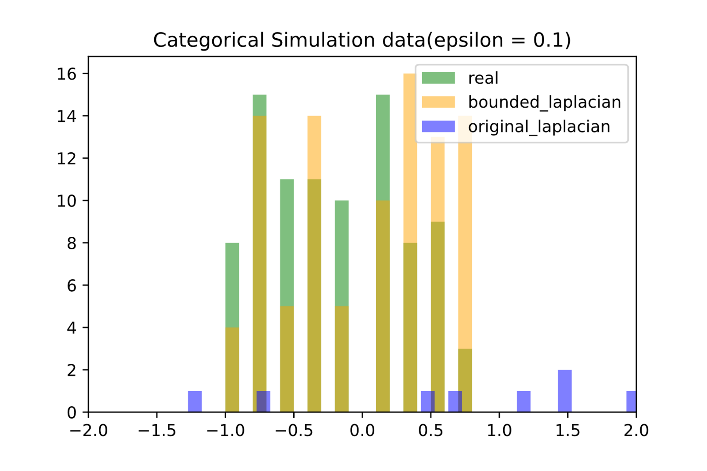 Categorical Simulation data(epsilon = 0.1)
real
bounded_laplacian
original_laplacian
16
14
12
10
8
6
4
2
0
−2.0 −1.5 −1.0 −0.5 0.0 0.5 1.0 1.5 2.0